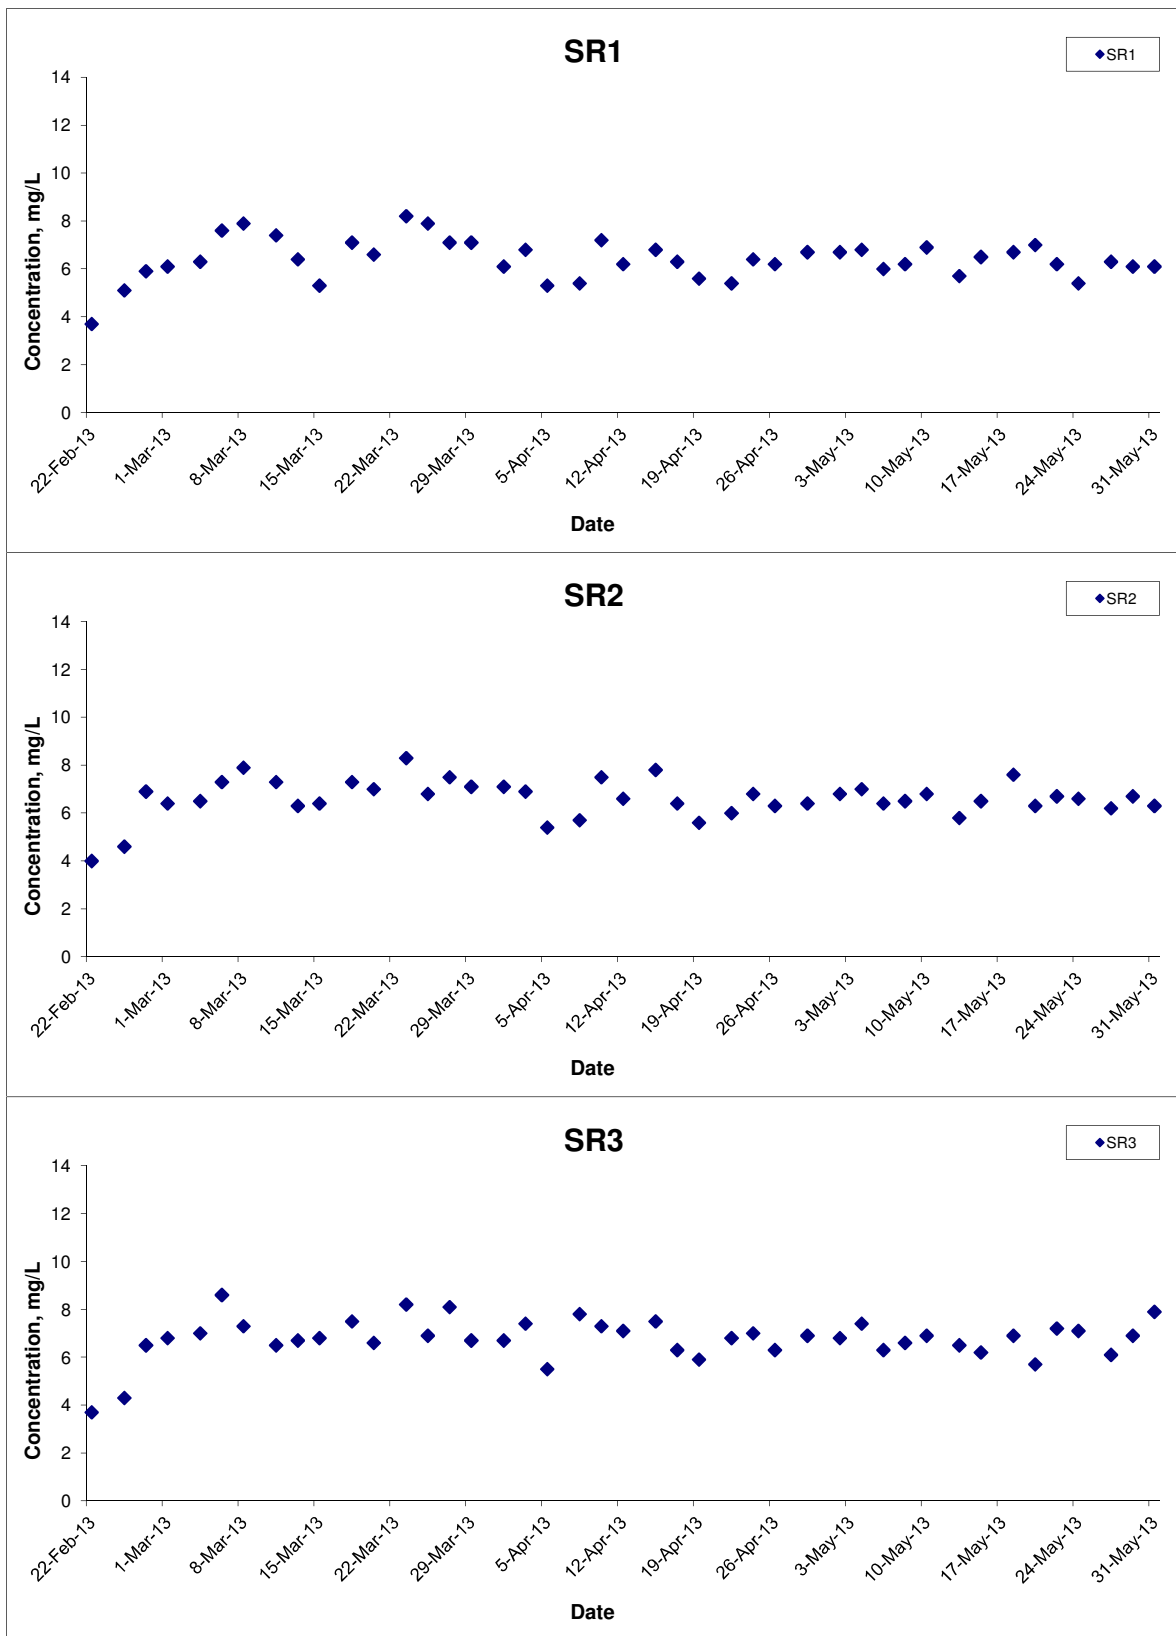 SR1
SR1
14
12
10
8
6
4
2
0
Concentration, mg/L
22-Feb-13
1-Mar-13
8-Mar-13
15-Mar-13
22-Mar-13
29-Mar-13
5-Apr-13
12-Apr-13
19-Apr-13
26-Apr-13
3-May-13
10-May-13
17-May-13
24-May-13
31-May-13
Date
SR2
SR2
14
12
10
8
6
4
2
0
Concentration, mg/L
22-Feb-13
1-Mar-13
8-Mar-13
15-Mar-13
22-Mar-13
29-Mar-13
5-Apr-13
12-Apr-13
19-Apr-13
26-Apr-13
3-May-13
10-May-13
17-May-13
24-May-13
31-May-13
Date
SR3
SR3
14
12
10
8
6
4
2
0
Concentration, mg/L
22-Feb-13
1-Mar-13
8-Mar-13
15-Mar-13
22-Mar-13
29-Mar-13
5-Apr-13
12-Apr-13
19-Apr-13
26-Apr-13
3-May-13
10-May-13
17-May-13
24-May-13
31-May-13
Date